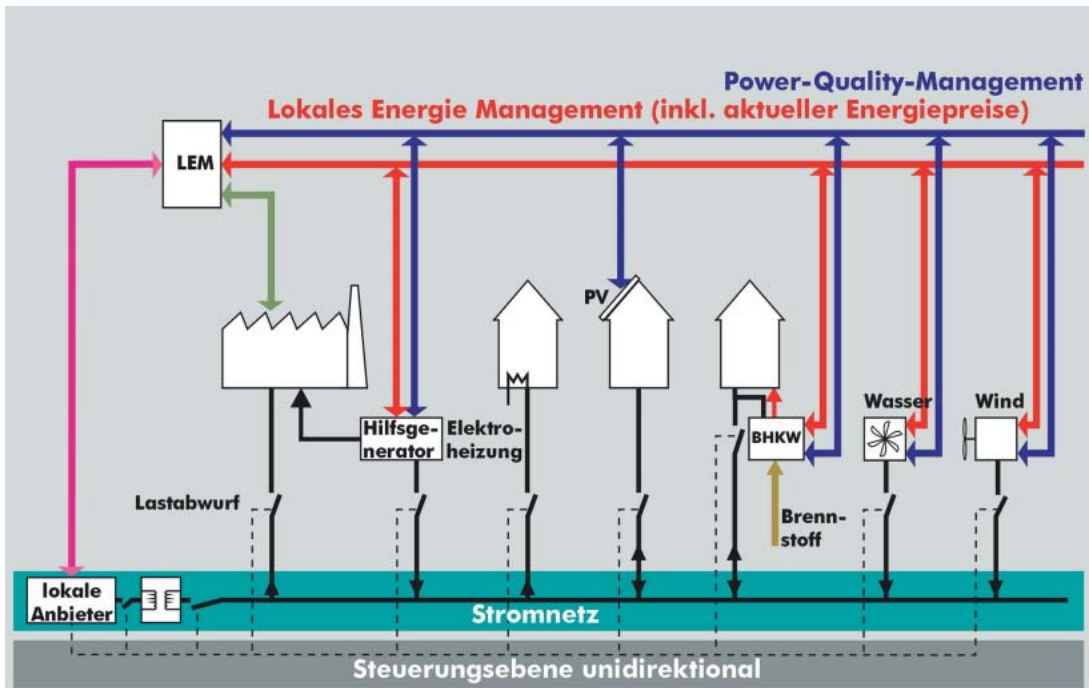 Power-Quality-Management
Lokales Energie Management (inkl. aktueller Energiepreise)
LEM
PV
Wasser
Wind
Hilfsge-
nerator
Elektro-
heizung
BHKW
Lastabwurf
Brenn-
stoff
lokale
Anbieter
Stromnetz
Steuerungsebene unidirektional